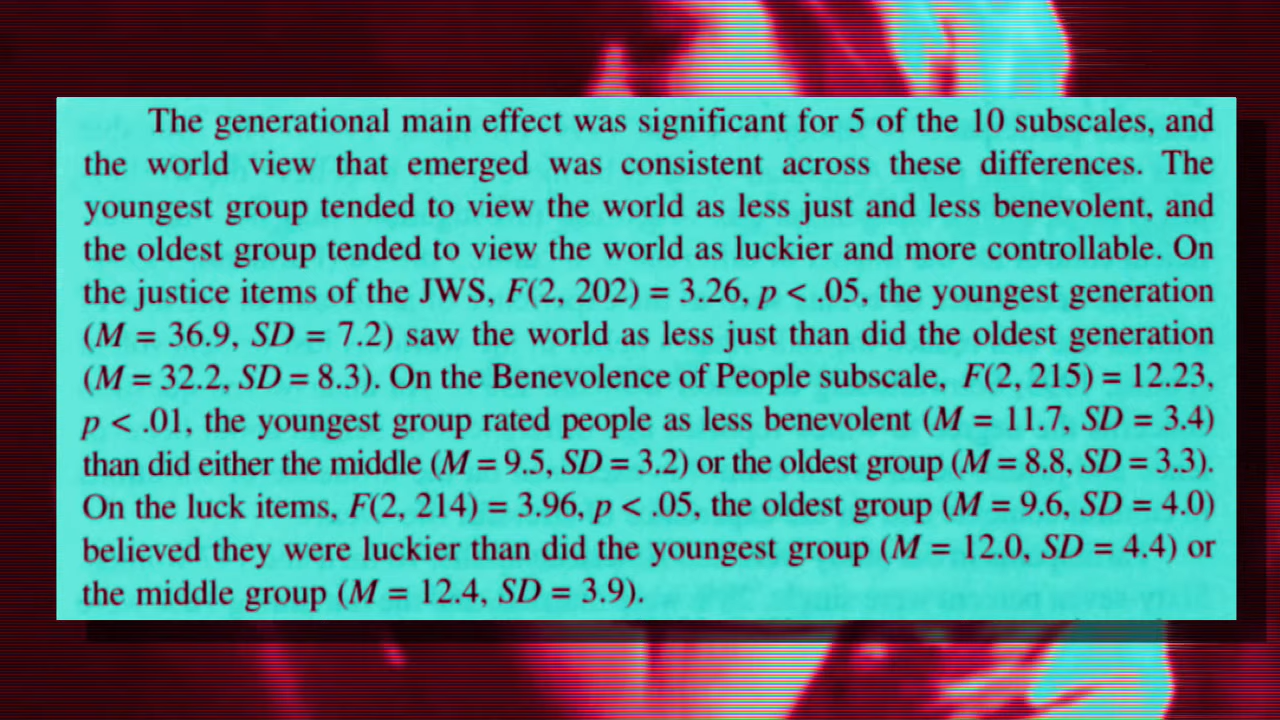 The generational main effect was significant for 5 of the 10 subscales, and
the world view that emerged was consistent across these differences. The
youngest group tended to view the world as less just and less benevolent, and
the oldest group tended to view the world as luckier and more controllable. On
the justice items of the JWS, F(2, 202) = 3.26, p < .05, the youngest generation
(M = 36.9, SD = 7.2) saw the world as less just than did the oldest generation
(M = 32.2, SD = 8.3). On the Benevolence of People subscale, F(2, 215) = 12.23,
p < .01, the youngest group rated people as less benevolent (M = 11.7, SD = 3.4)
than did either the middle (M = 9.5, SD = 3.2) or the oldest group (M = 8.8, SD = 3.3).
On the luck items, F(2, 214) = 3.96, p < .05, the oldest group (M = 9.6, SD = 4.0)
believed they were luckier than did the youngest group (M = 12.0, SD = 4.4) or
the middle group (M = 12.4, SD = 3.9).